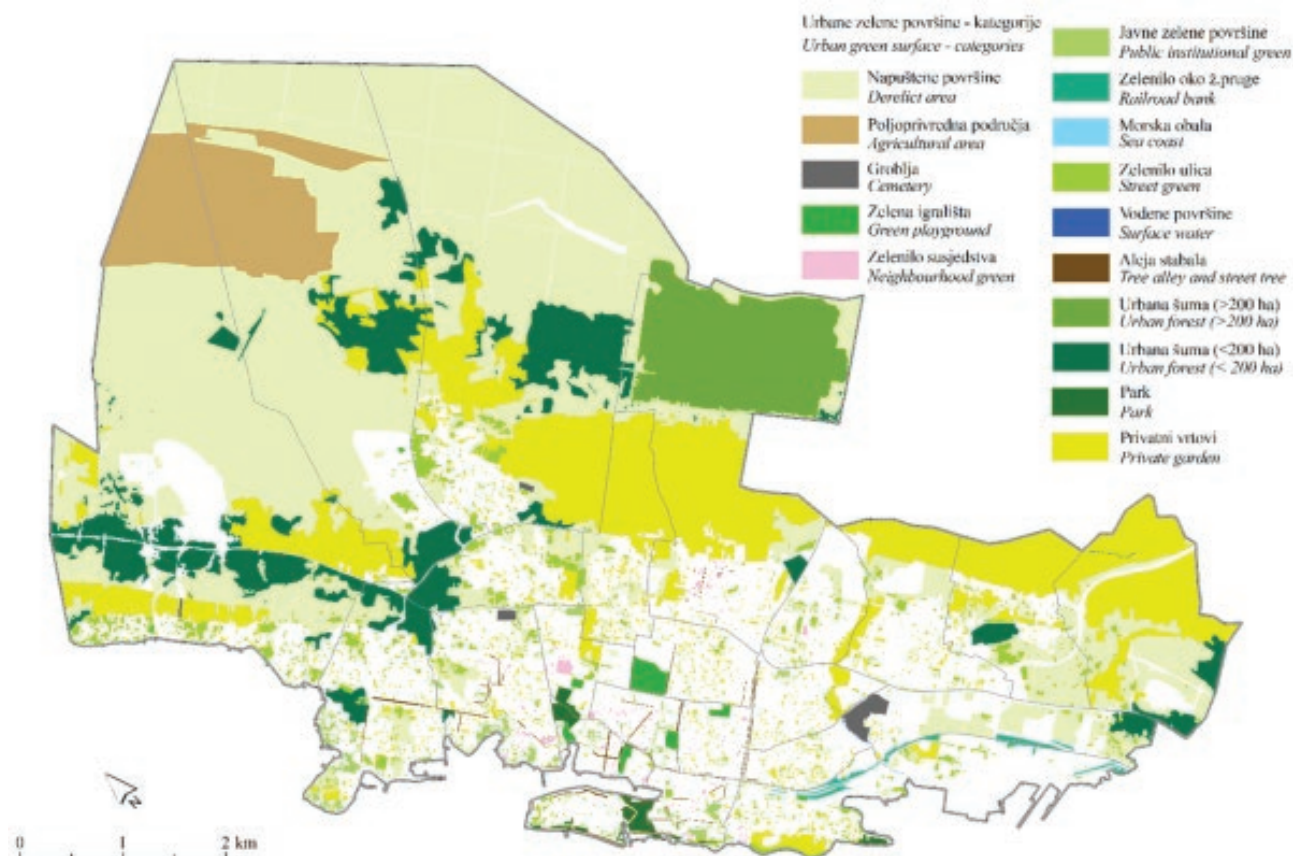 Urbane zelene površine - kategorije
Urban green surface - categories
Napuštene površine
Derelict area
Poljoprivredna područja
Agricultural area
Groblja
Cemetery
Zelena igrališta
Green playground
Zelenilo susjedstva
Neighbourhood green
Javne zelene površine
Public institutional green
Zelenilo oko ž.pruge
Railroad bank
Morska obala
Sea coast
Zelenilo ulica
Street green
Vodene površine
Surface water
Aleja stabala
Tree alley and street tree
Urbana šuma (>200 ha)
Urban forest (>200 ha)
Urbana šuma (<200 ha)
Urban forest (< 200 ha)
Park
Park
Privatni vrtovi
Private garden
N
0 1 2 km